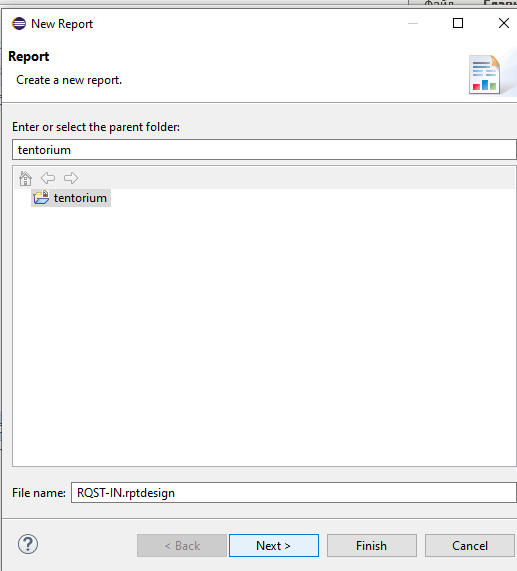 Файл
New Report
Report
Create a new report.
Enter or select the parent folder:
tentorium
tentorium
File name: RQST-IN.rptdesign
? < Back Next > Finish Cancel